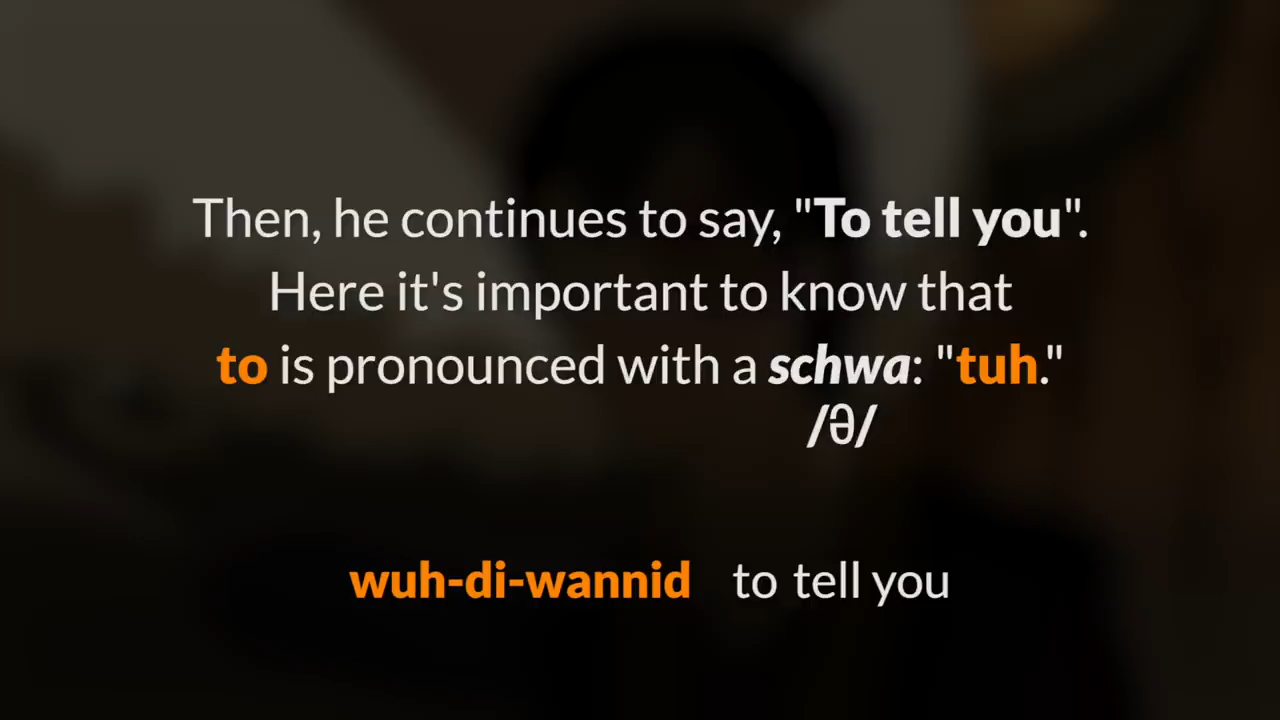 Then, he continues to say, "To tell you".
Here it's important to know that
to is pronounced with a schwa: "tuh."
/ə/
wuh-di-wannid to tell you